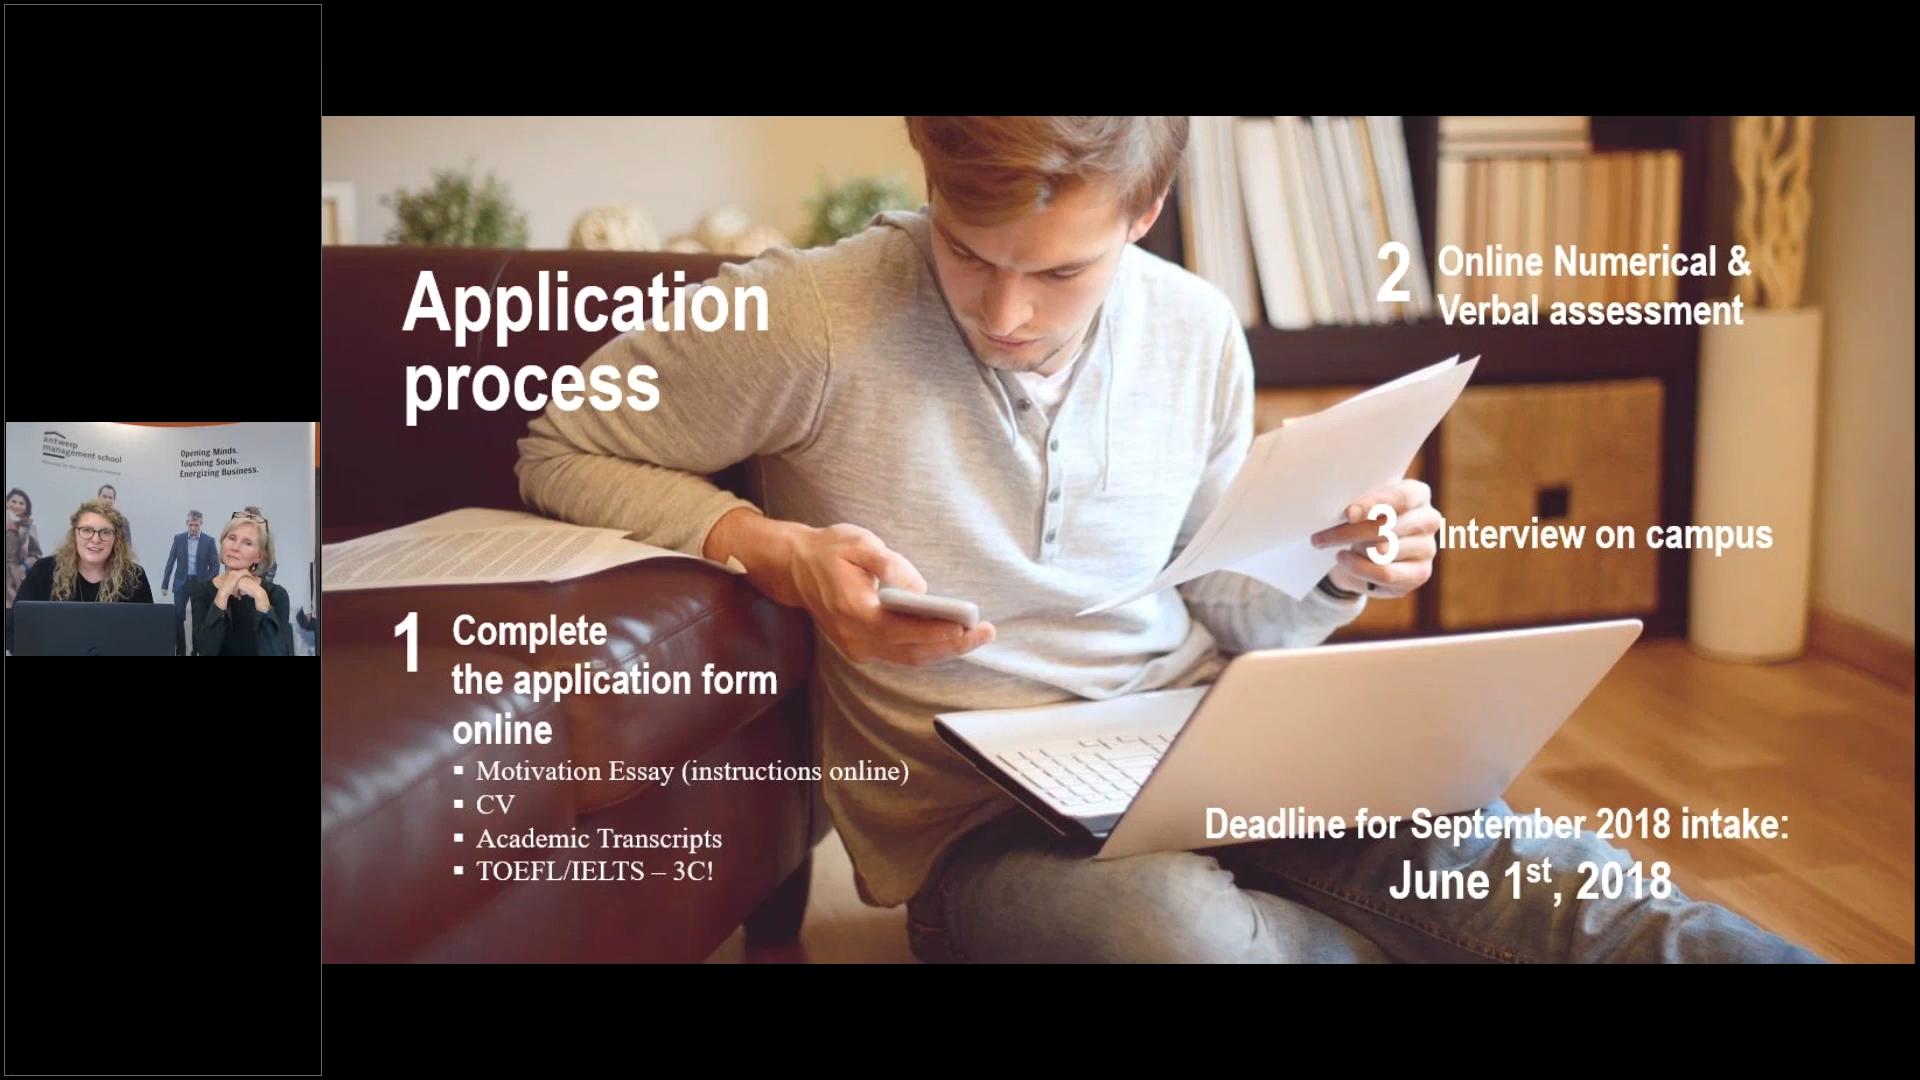 antwerp
management school
Opening Minds.
Touching Souls.
Energizing Business.
Application
process
1 Complete
the application form
online
▪ Motivation Essay (instructions online)
▪ CV
▪ Academic Transcripts
▪ TOEFL/IELTS – 3C!
2 Online Numerical &
Verbal assessment
3 Interview on campus
Deadline for September 2018 intake:
June 1st, 2018